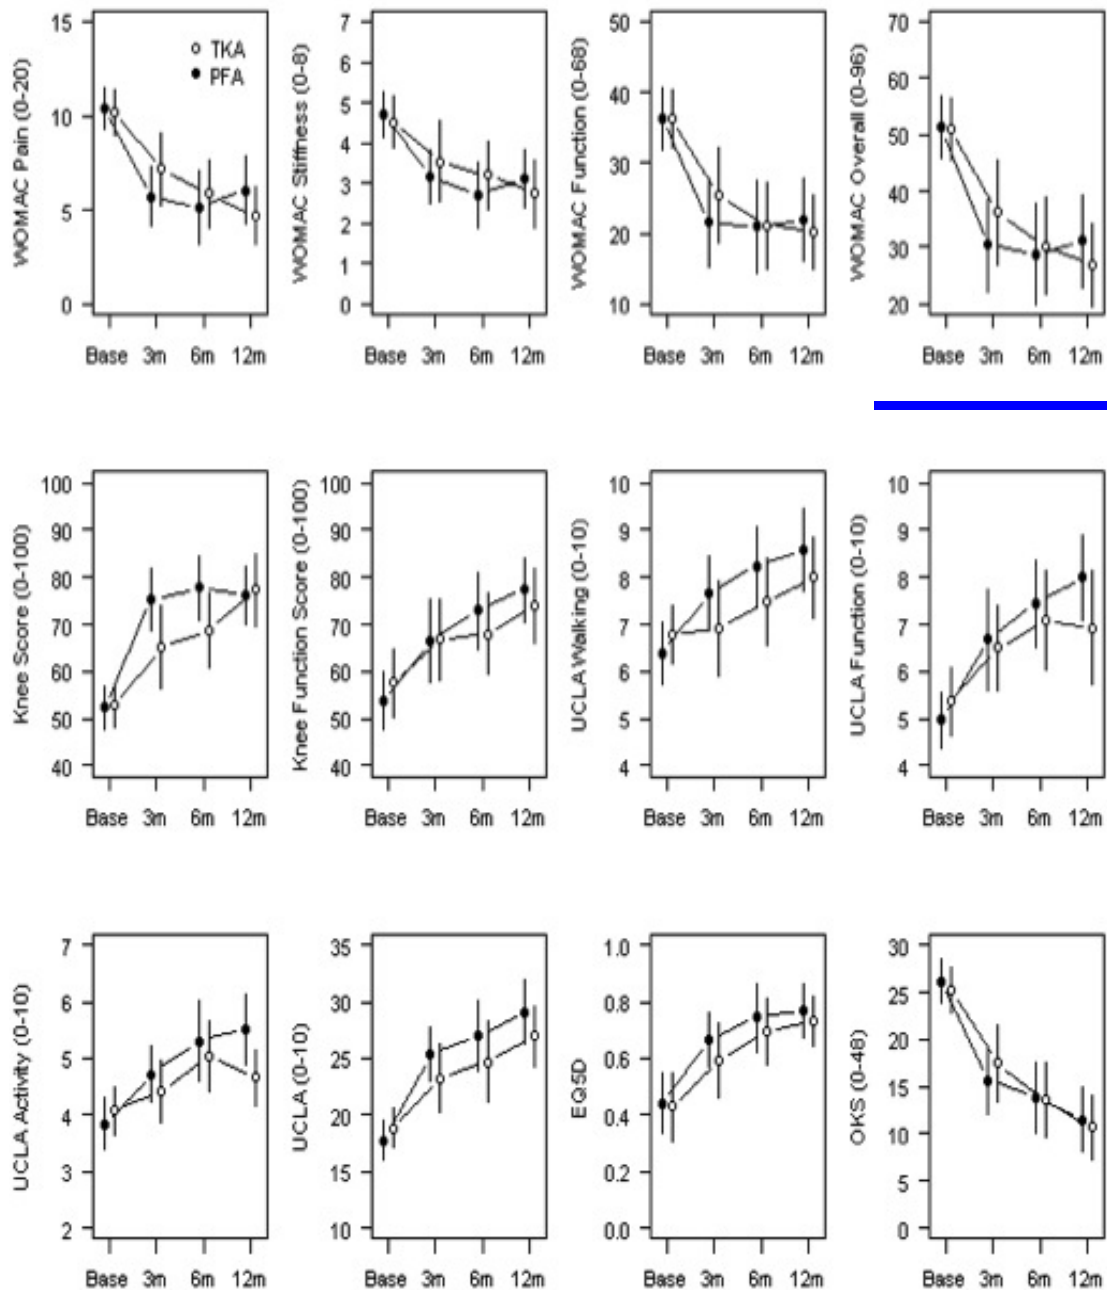 WOMAC Pain (0-20)
15
10
5
0
TKA
PFA
Base 3m 6m 12m
WOMAC Stiffness (0-8)
7
6
5
4
3
2
1
0
Base 3m 6m 12m
WOMAC Function (0-68)
50
40
30
20
10
Base 3m 6m 12m
WOMAC Overall (0-96)
70
60
50
40
30
20
Base 3m 6m 12m
Knee Score (0-100)
100
90
80
70
60
50
40
Base 3m 6m 12m
Knee Function Score (0-100)
100
90
80
70
60
50
40
Base 3m 6m 12m
UCLA Walking (0-10)
10
9
8
7
6
5
4
Base 3m 6m 12m
UCLA Function (0-10)
10
9
8
7
6
5
4
Base 3m 6m 12m
UCLA Activity (0-10)
7
6
5
4
3
2
Base 3m 6m 12m
UCLA (0-10)
35
30
25
20
15
10
Base 3m 6m 12m
EQ5D
1.0
0.8
0.6
0.4
0.2
0.0
Base 3m 6m 12m
OKS (0-48)
30
25
20
15
10
5
0
Base 3m 6m 12m